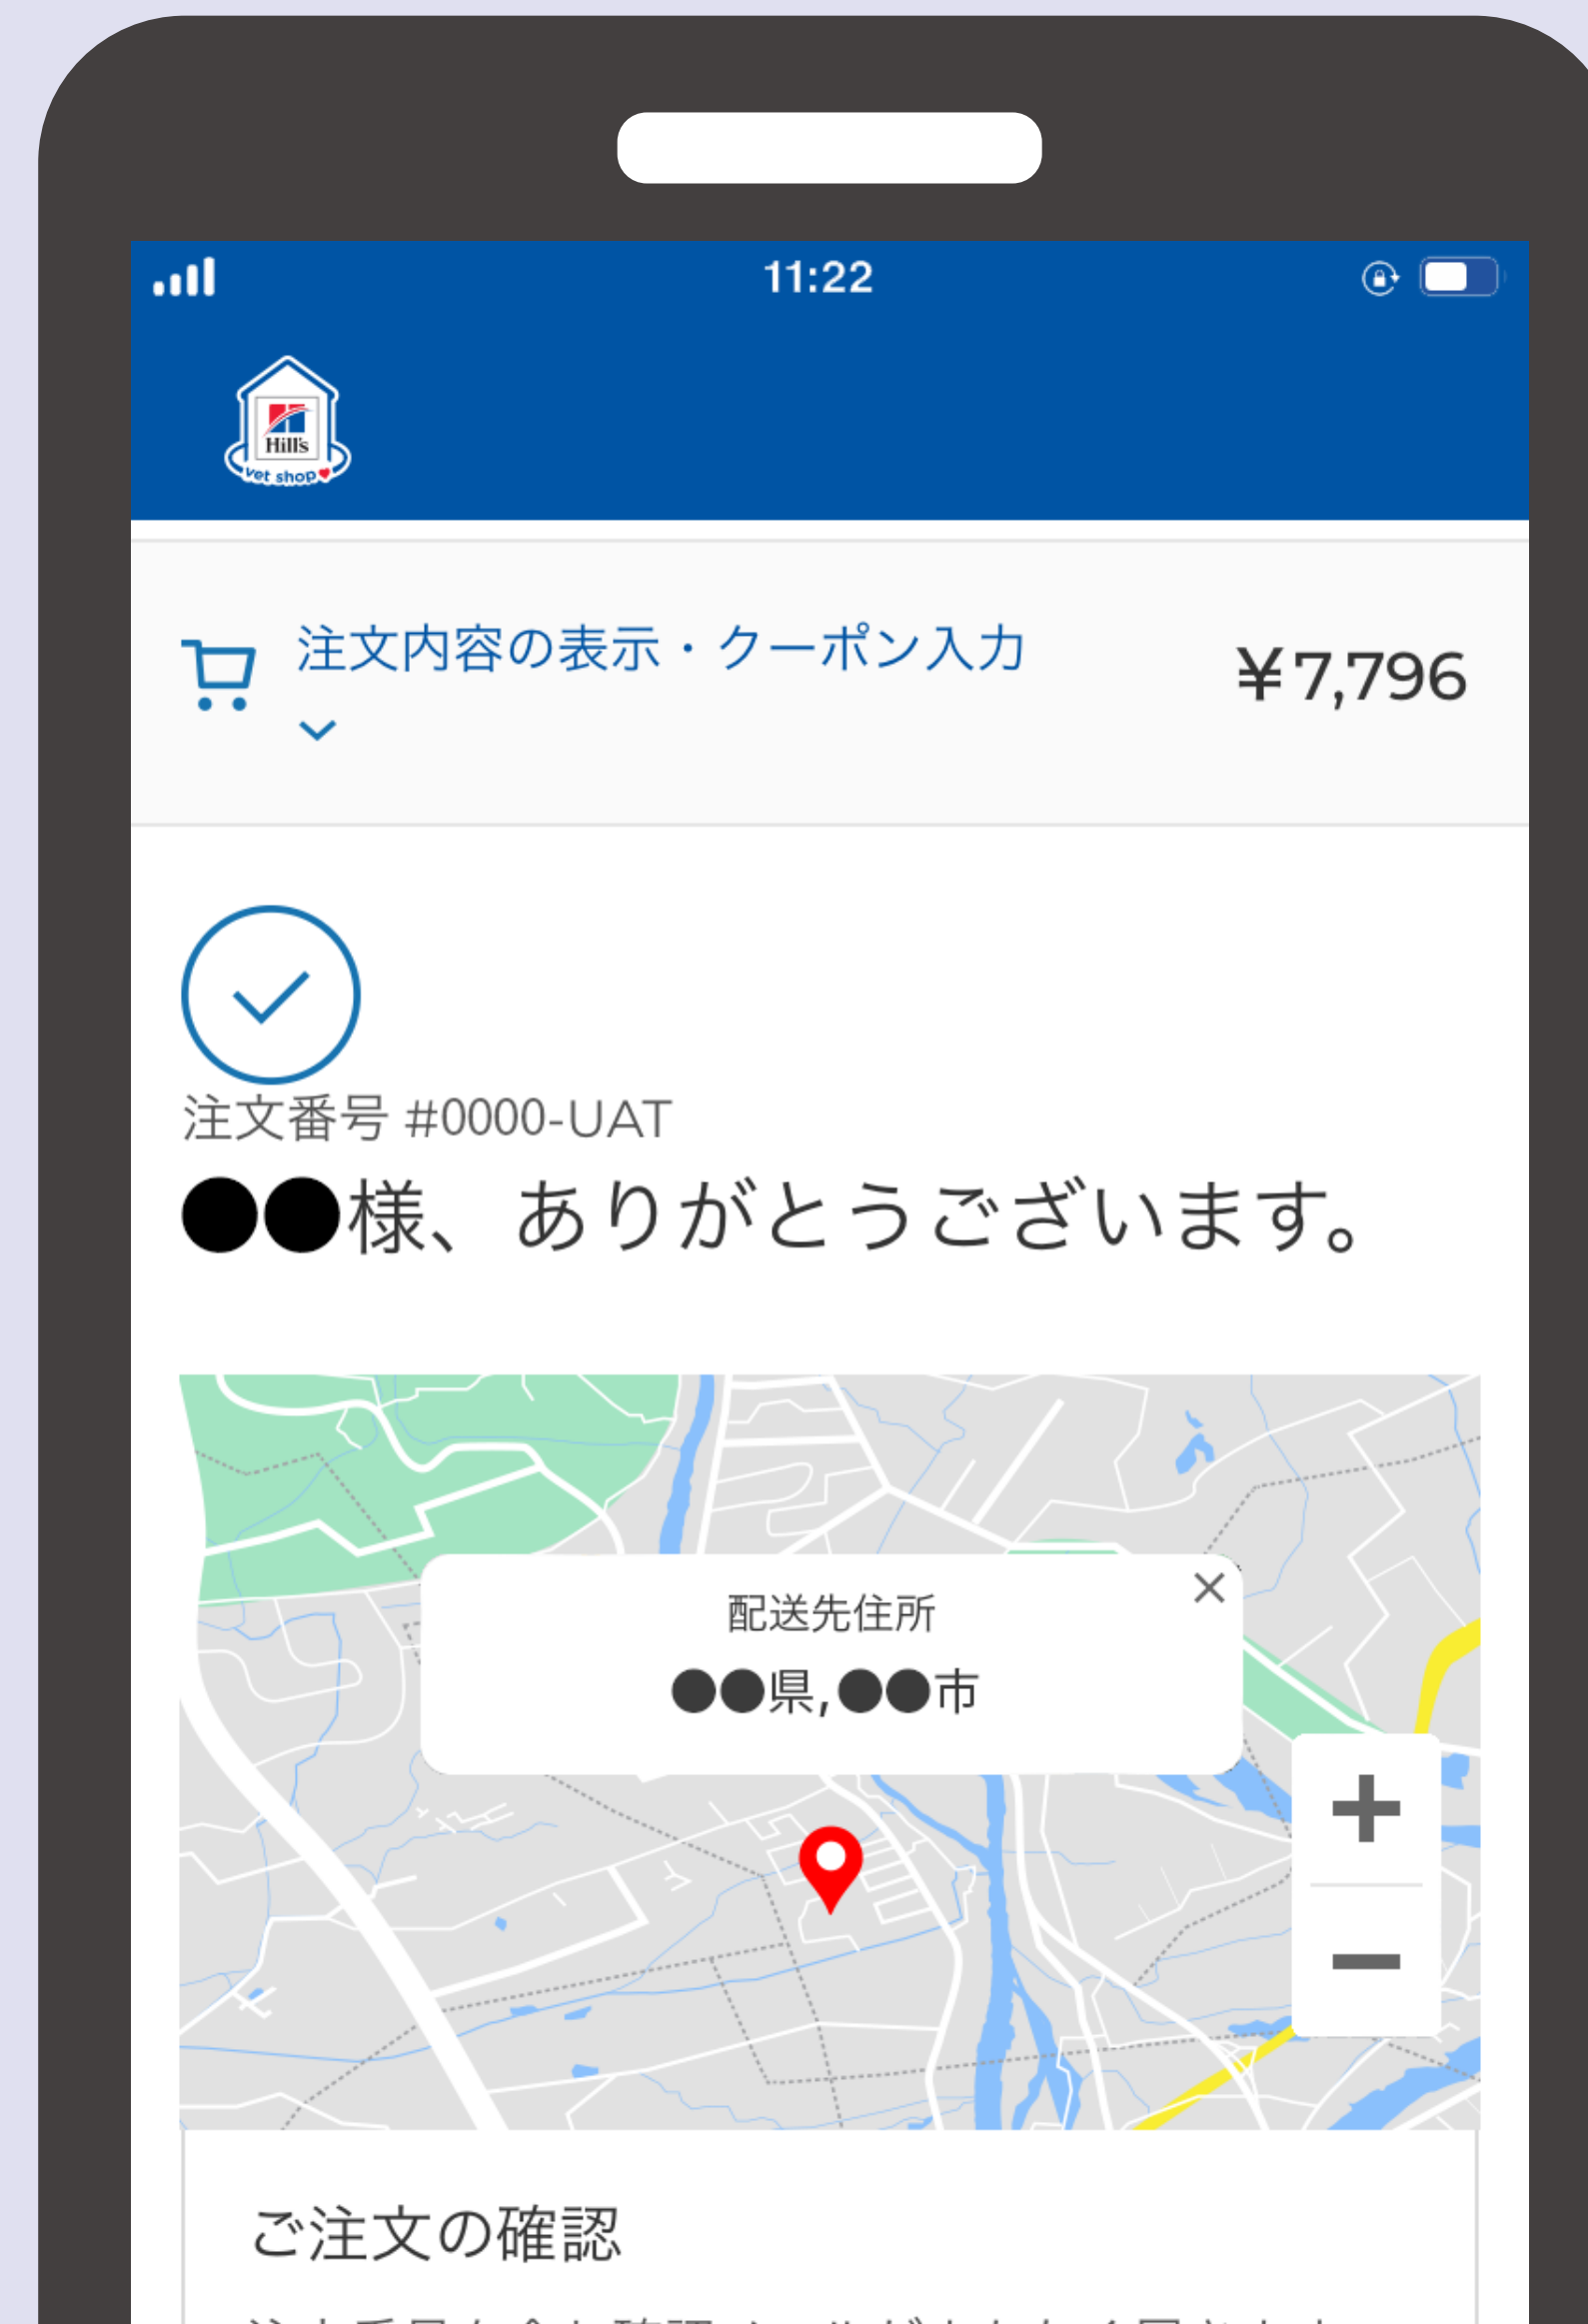 11:22
Hill's
vet shop
注文内容の表示・クーポン入力
¥7,796
注文番号 #0000-UAT
●●様、ありがとうございます。
配送先住所
●●県,●●市
ご注文の確認